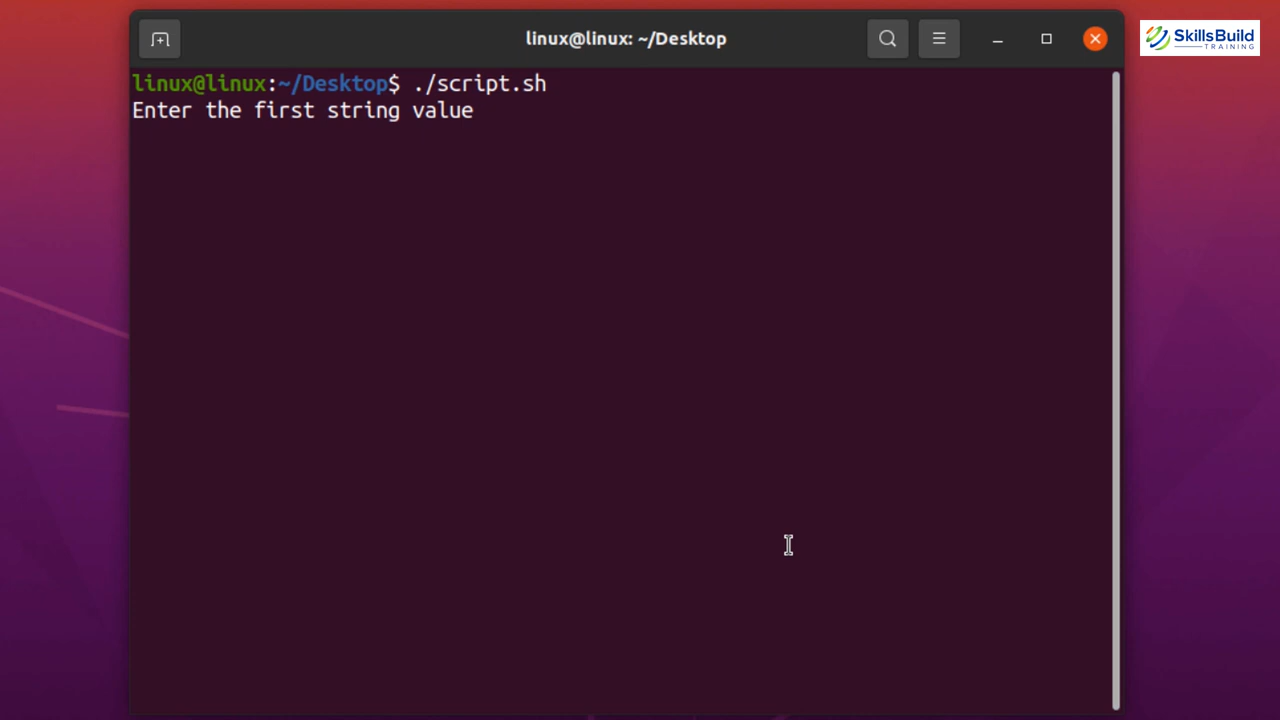 linux@linux: ~/Desktop
SkillsBuild
TRAINING
linux@linux:~/Desktop$ ./script.sh
Enter the first string value